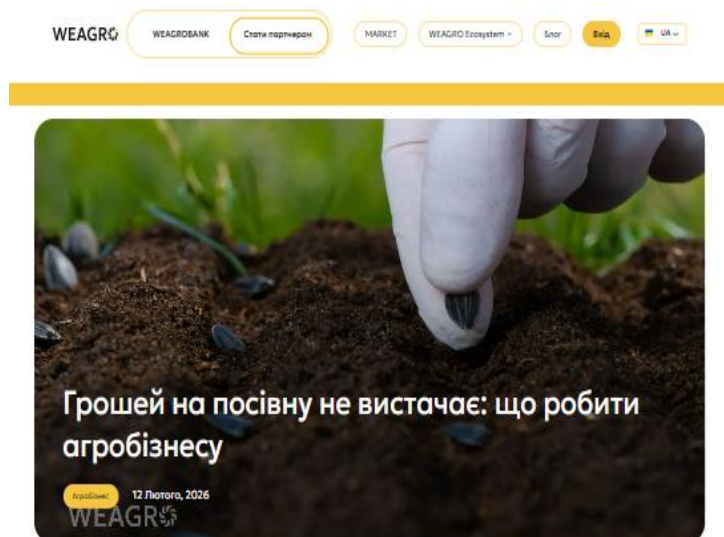 WEAGRO
WEAGROBANK
Стати партнером
MARKET
WEAGRO Ecosystem
Блог
Вхід
UA
Грошей на посівну не вистачає: що робити
агробізнесу
Агробізнес
12 Лютого, 2026
WEAGRO